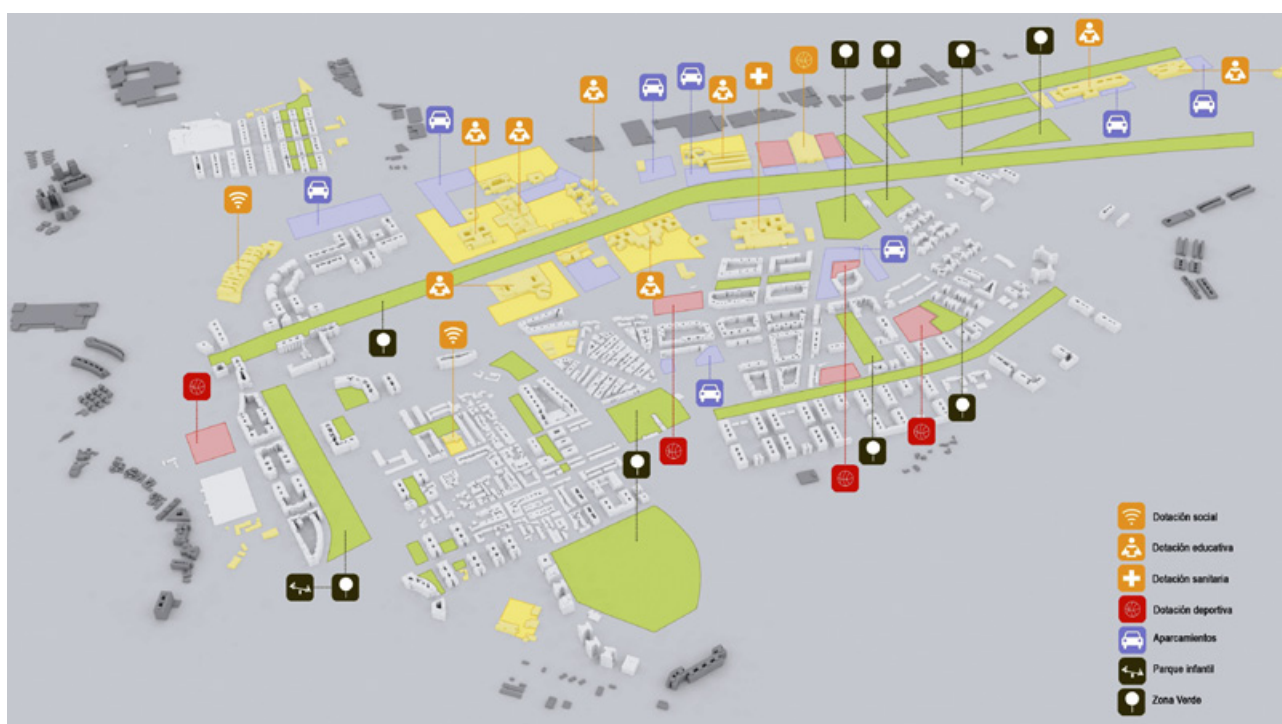 Dotación social
Dotación educativa
Dotación sanitaria
Dotación deportiva
Aparcamientos
Parque infantil
Zona Verde